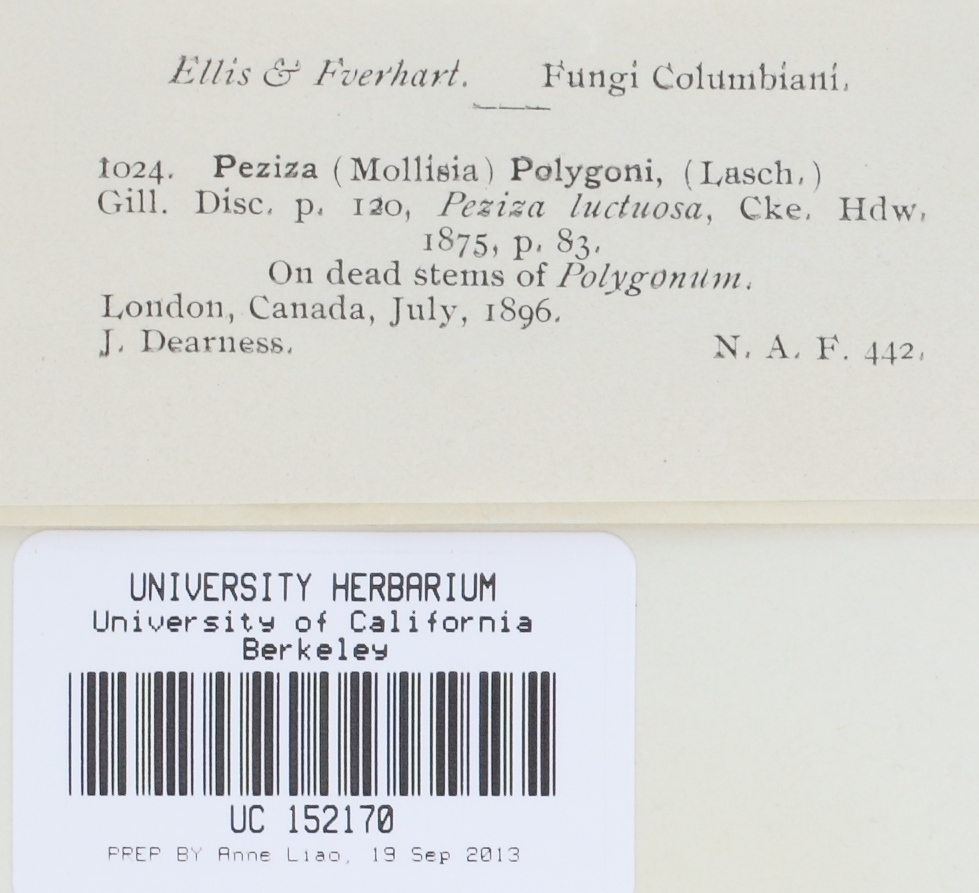 Ellis & Everhart. Fungi Columbiani.
1024. Peziza (Mollisia) Polygoni, (Lasch.)
Gill. Disc. p. 120, Peziza luctuosa, Cke. Hdw.
1875, p. 83.
On dead stems of Polygonum.
London, Canada, July, 1896.
J. Dearness. N. A. F. 442.
UNIVERSITY HERBARIUM
University of California
Berkeley
UC 152170
PREP BY Anne Liao, 19 Sep 2013